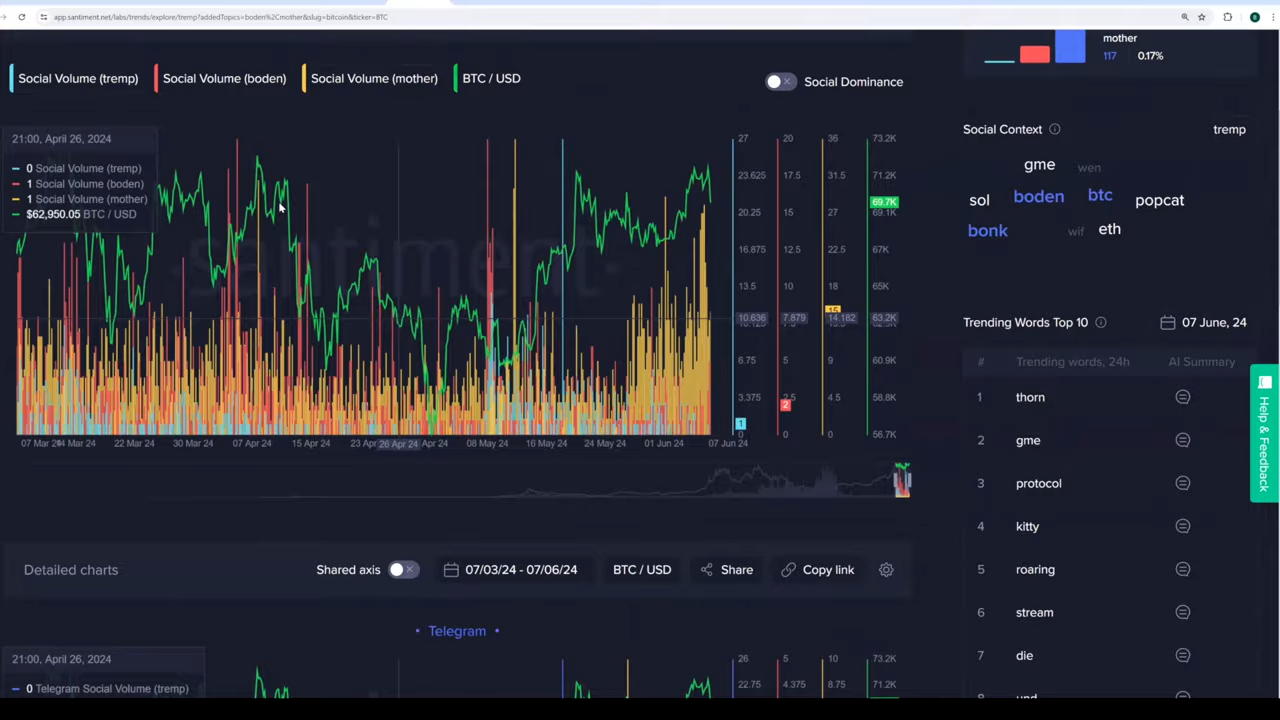 app.santiment.net/labs/trends/explore/tremp?addedTopics=boden%2Cmother&slug=bitcoin&ticker=BTC
B
mother
117 0.17%
Social Volume (tremp) Social Volume (boden) Social Volume (mother) BTC / USD
Social Dominance
21:00, April 26, 2024
0 Social Volume (tremp)
1 Social Volume (boden)
1 Social Volume (mother)
$62,950.05 BTC / USD
27 20 36 73.2K
23.625 17.5 31.5 71.2K
69.7K
20.25 15 27 69.1K
16.875 12.5 22.5 67K
13.5 10 18 65K
15
10.636 7.879 14.182 63.2K
6.75 5 9 60.9K
3.375 2.5 4.5 58.8K
2
1
0 0 0 56.7K
·santiment·
07 Mar 24 22 Mar 24 30 Mar 24 07 Apr 24 15 Apr 24 23 Apr 26 Apr 24 Apr 24 08 May 24 16 May 24 24 May 24 01 Jun 24 07 Jun 24
Social Context tremp
gme wen
sol boden btc popcat
bonk wif eth
Trending Words Top 10 07 June, 24
# Trending words, 24h AI Summary
1 thorn
2 gme
3 protocol
4 kitty
5 roaring
6 stream
7 die
8 und
Help & Feedback
Detailed charts Shared axis 07/03/24 - 07/06/24 BTC / USD Share Copy link
• Telegram •
21:00, April 26, 2024
0 Telegram Social Volume (tremp)
26 5 10 73.2K
22.75 4.375 8.75 71.2K